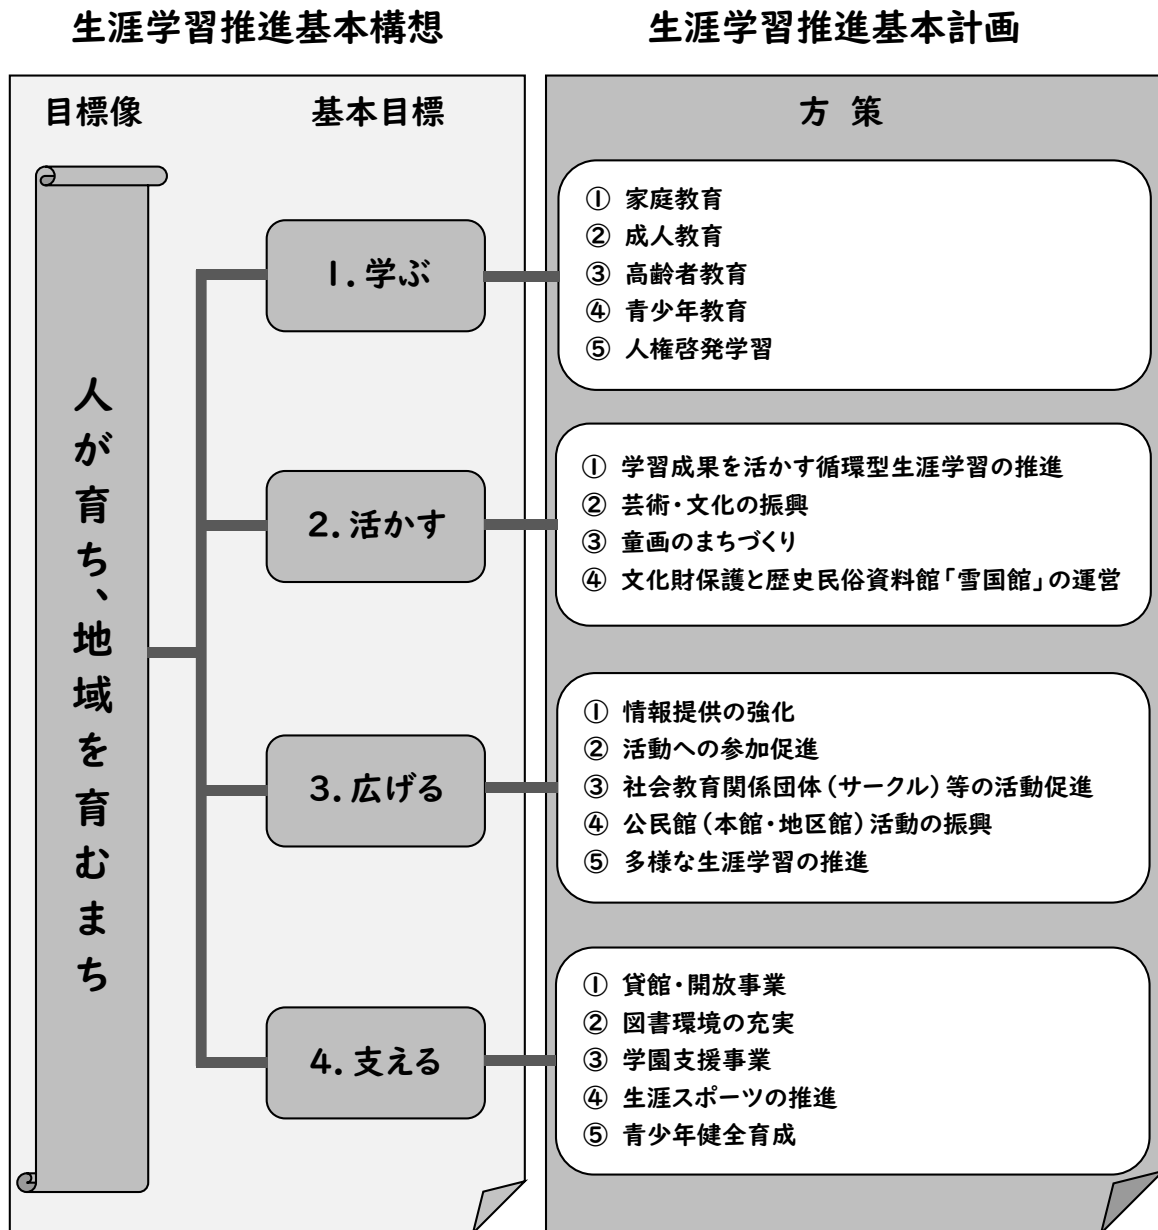 生涯学習推進基本構想
生涯学習推進基本計画
目標像
基本目標
方 策
人が育ち、地域を育むまち
1.学ぶ
① 家庭教育
② 成人教育
③ 高齢者教育
④ 青少年教育
⑤ 人権啓発学習
2.活かす
① 学習成果を活かす循環型生涯学習の推進
② 芸術・文化の振興
③ 童画のまちづくり
④ 文化財保護と歴史民俗資料館「雪国館」の運営
3.広げる
① 情報提供の強化
② 活動への参加促進
③ 社会教育関係団体(サークル)等の活動促進
④ 公民館(本館・地区館)活動の振興
⑤ 多様な生涯学習の推進
4.支える
① 貸館・開放事業
② 図書環境の充実
③ 学園支援事業
④ 生涯スポーツの推進
⑤ 青少年健全育成